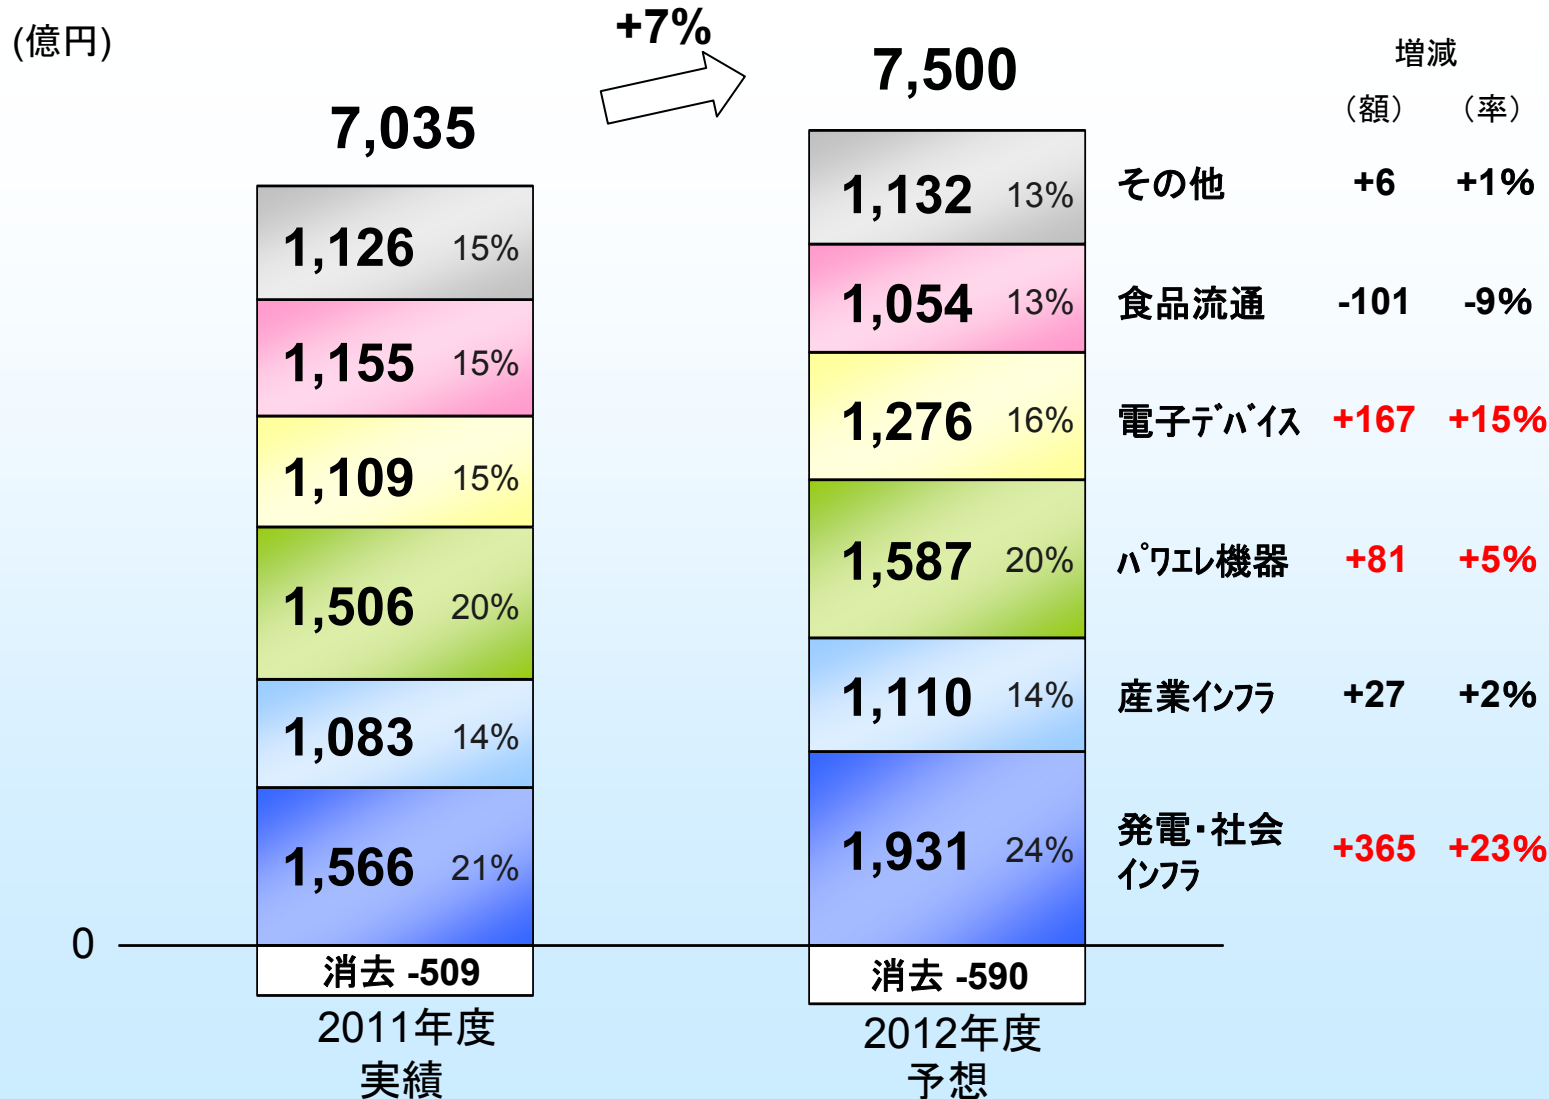 (億円)
+7%
7,035
7,500
増減
（額）（率）
1,126 15%
1,155 15%
1,109 15%
1,506 20%
1,083 14%
1,566 21%
0
消去 -509
2011年度
実績
1,132 13% その他 +6 +1%
1,054 13% 食品流通 -101 -9%
1,276 16% 電子ﾃﾞﾊﾞｲｽ +167 +15%
1,587 20% ﾊﾟﾜｴﾚ機器 +81 +5%
1,110 14% 産業ｲﾝﾌﾗ +27 +2%
1,931 24% 発電・社会
ｲﾝﾌﾗ +365 +23%
消去 -590
2012年度
予想